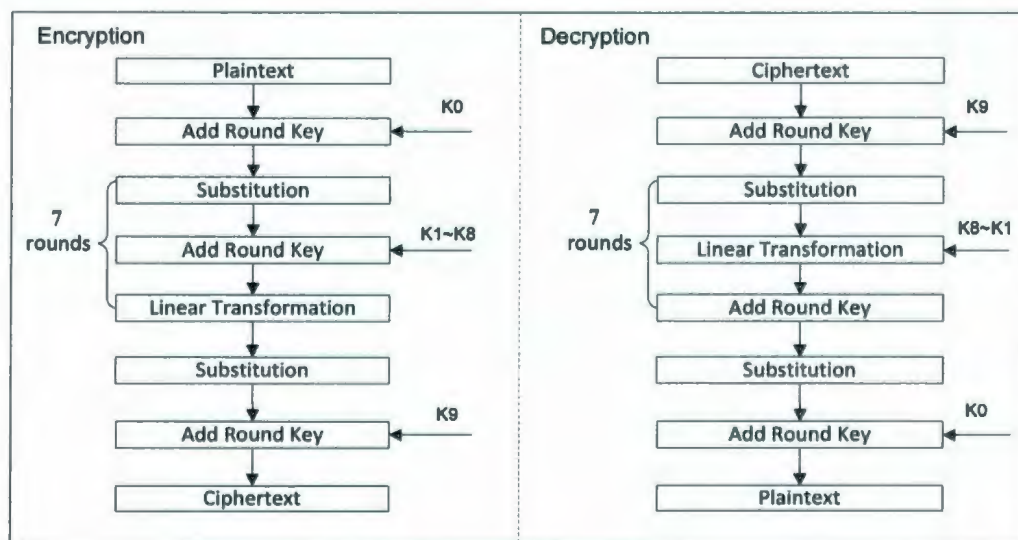 Encryption
Plaintext
K0
Add Round Key
Substitution
7
rounds
K1~K8
Add Round Key
Linear Transformation
Substitution
K9
Add Round Key
Ciphertext
Decryption
Ciphertext
K9
Add Round Key
Substitution
7
rounds
K8~K1
Linear Transformation
Add Round Key
Substitution
K0
Add Round Key
Plaintext